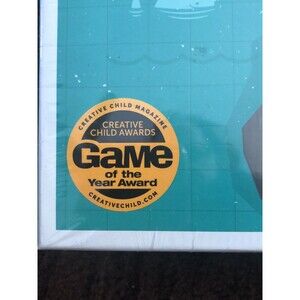 CREATIVE CHILD MAGAZINE
CREATIVE
CHILD AWARDS
GaMe
of the
Year Award
CREATIVECHILD.COM